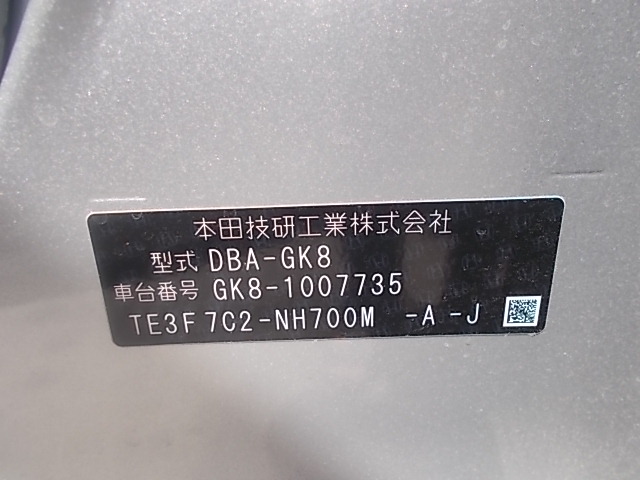 本田技研工業株式会社
型式 DBA-GK8
車台番号 GK8-1007735
TE3F7C2-NH700M -A-J